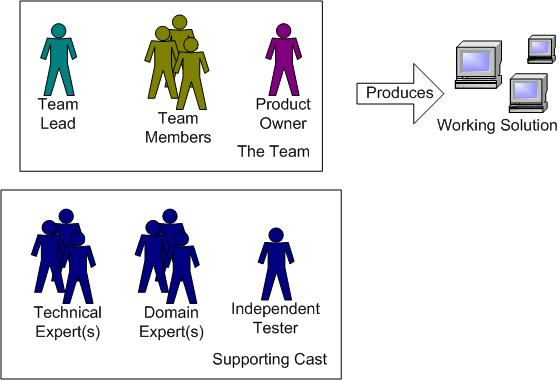 Team
Lead
Team
Members
Product
Owner
The Team
Produces
Working Solution
Technical
Expert(s)
Domain
Expert(s)
Independent
Tester
Supporting Cast